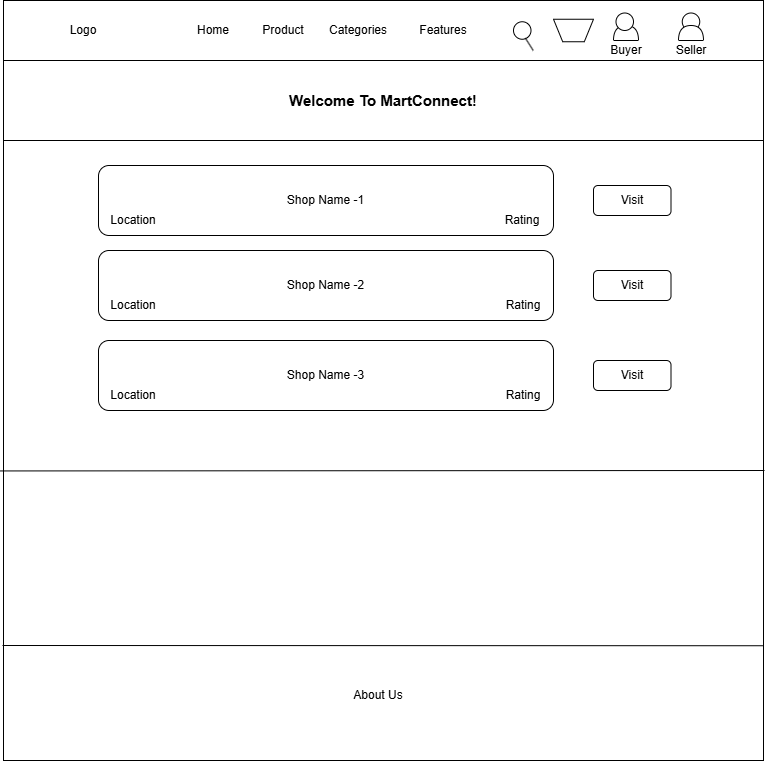 Logo
Home
Product
Categories
Features
Buyer
Seller
Welcome To MartConnect!
Shop Name -1
Location
Rating
Visit
Shop Name -2
Location
Rating
Visit
Shop Name -3
Location
Rating
Visit
About Us